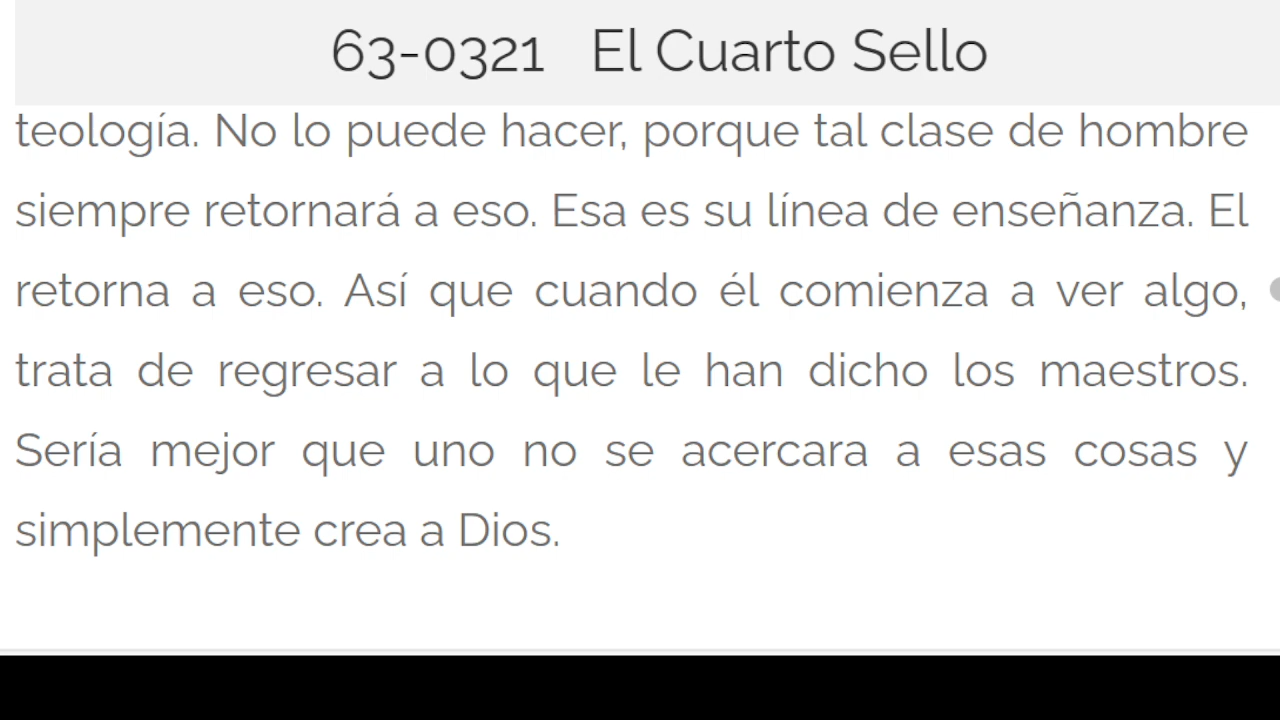 63-0321 El Cuarto Sello
teología. No lo puede hacer, porque tal clase de hombre
siempre retornará a eso. Esa es su línea de enseñanza. El
retorna a eso. Así que cuando él comienza a ver algo,
trata de regresar a lo que le han dicho los maestros.
Sería mejor que uno no se acercara a esas cosas y
simplemente crea a Dios.